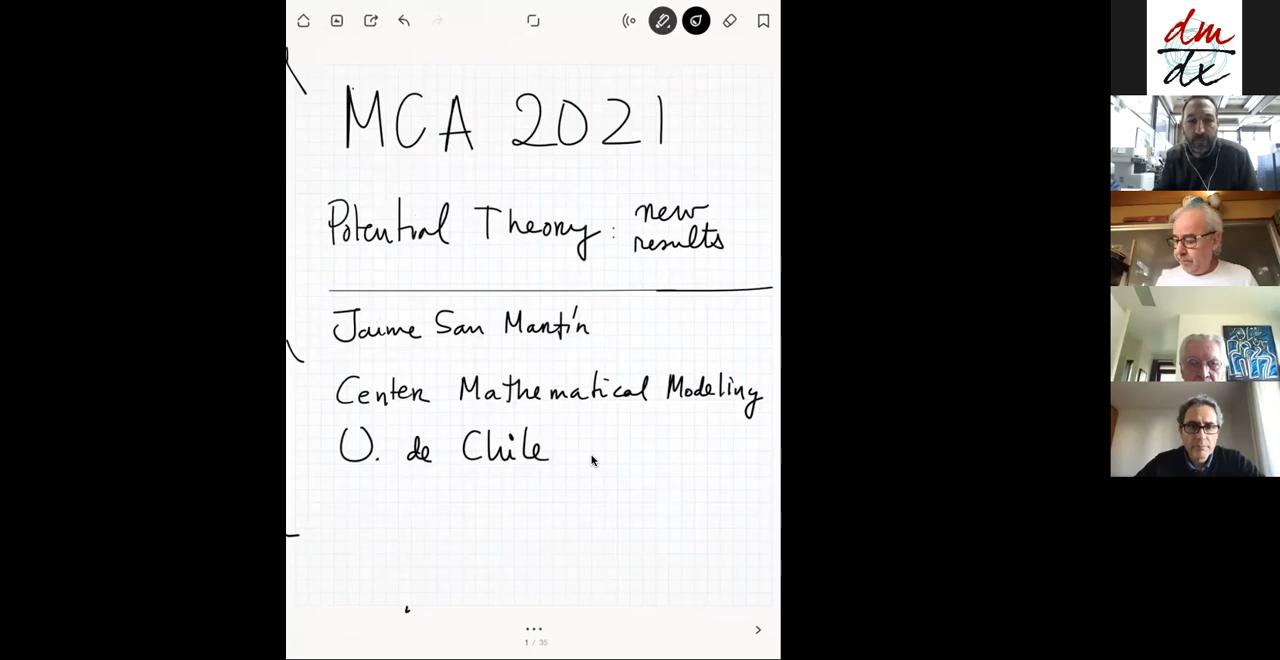 MCA 2021
Potential Theory: new results
Jaime San Martín
Center Mathematical Modeling
U. de Chile
1 / 35
dm
dx